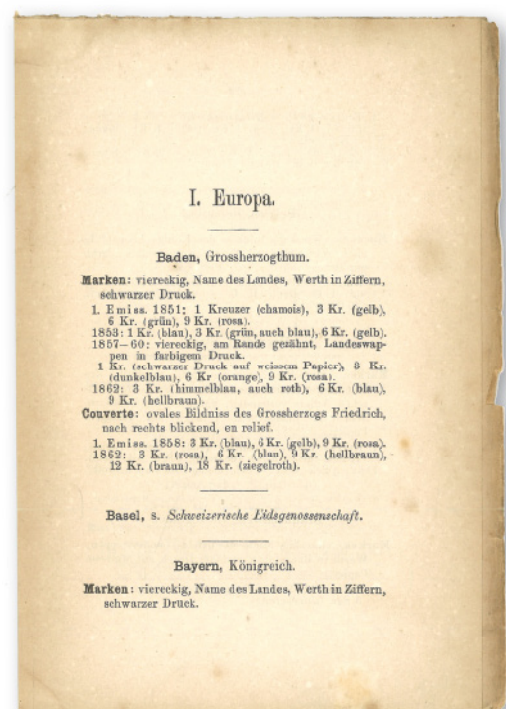 I. Europa.
Baden, Grossherzogthum.
Marken: viereckig, Name des Landes, Werth in Ziffern,
schwarzer Druck.
1. Emiss. 1851: 1 Kreuzer (chamois), 3 Kr. (gelb),
6 Kr. (grün), 9 Kr. (rosa).
1853: 1 Kr. (blau), 3 Kr. (grün, auch blau), 6 Kr. (gelb).
1857—60: viereckig, am Rande gezähnt, Landeswap-
pen in farbigem Druck.
1 Kr. (schwarzer Druck auf weissem Papier), 3 Kr.
(dunkelblau), 6 Kr (orange), 9 Kr. (rosa).
1862: 3 Kr. (himmelblau, auch roth), 6 Kr. (blau),
9 Kr. (hellbraun).
Couverte: ovales Bildniss des Grossherzogs Friedrich,
nach rechts blickend, en relief.
1. Emiss. 1858: 3 Kr. (blau), 6 Kr. (gelb), 9 Kr. (rosa).
1862: 3 Kr. (rosa), 6 Kr. (blau), 9 Kr. (hellbraun),
12 Kr. (braun), 18 Kr. (ziegelroth).
Basel, s. Schweizerische Eidsgenossenschaft.
Bayern, Königreich.
Marken: viereckig, Name des Landes, Werth in Ziffern,
schwarzer Druck.